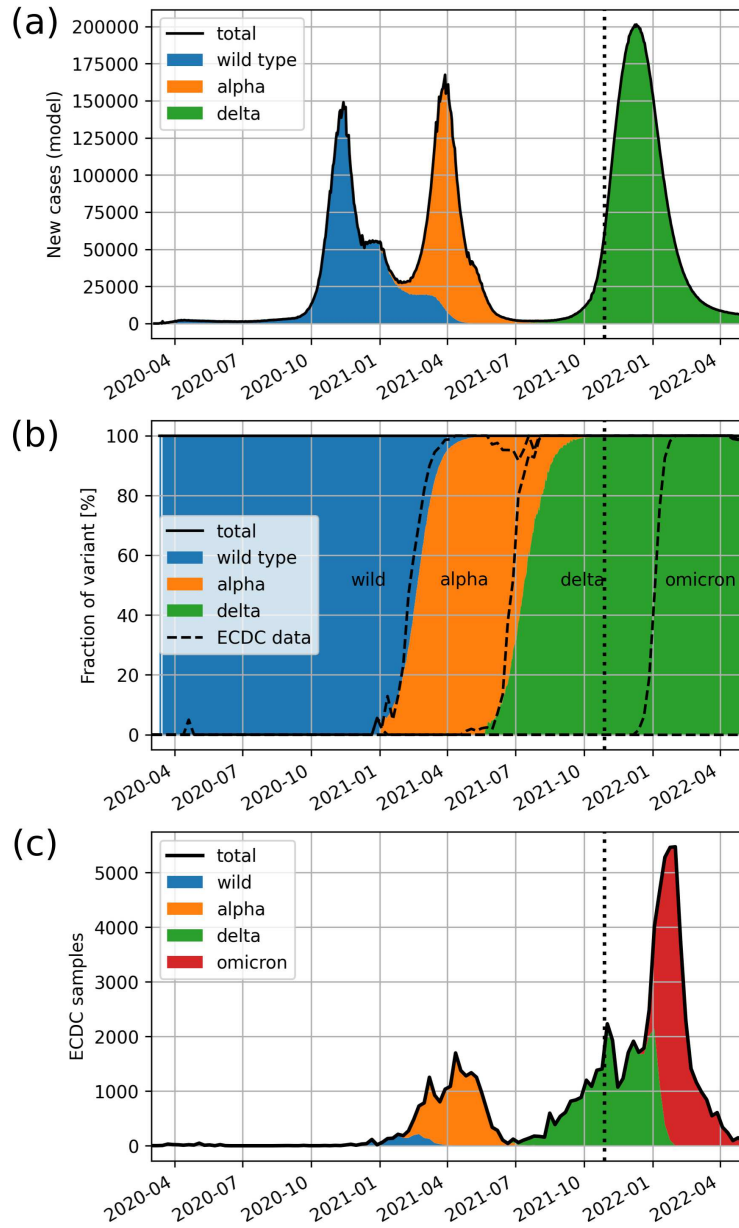 (a)
total
wild type
alpha
delta
New cases (model)
200000
175000
150000
125000
100000
75000
50000
25000
0
2020-04
2020-07
2020-10
2021-01
2021-04
2021-07
2021-10
2022-01
2022-04
(b)
Fraction of variant [%]
100
80
60
40
20
0
total
wild type
alpha
delta
ECDC data
wild
alpha
delta
omicron
2020-04
2020-07
2020-10
2021-01
2021-04
2021-07
2021-10
2022-01
2022-04
(c)
total
wild
alpha
delta
omicron
ECDC samples
5000
4000
3000
2000
1000
0
2020-04
2020-07
2020-10
2021-01
2021-04
2021-07
2021-10
2022-01
2022-04